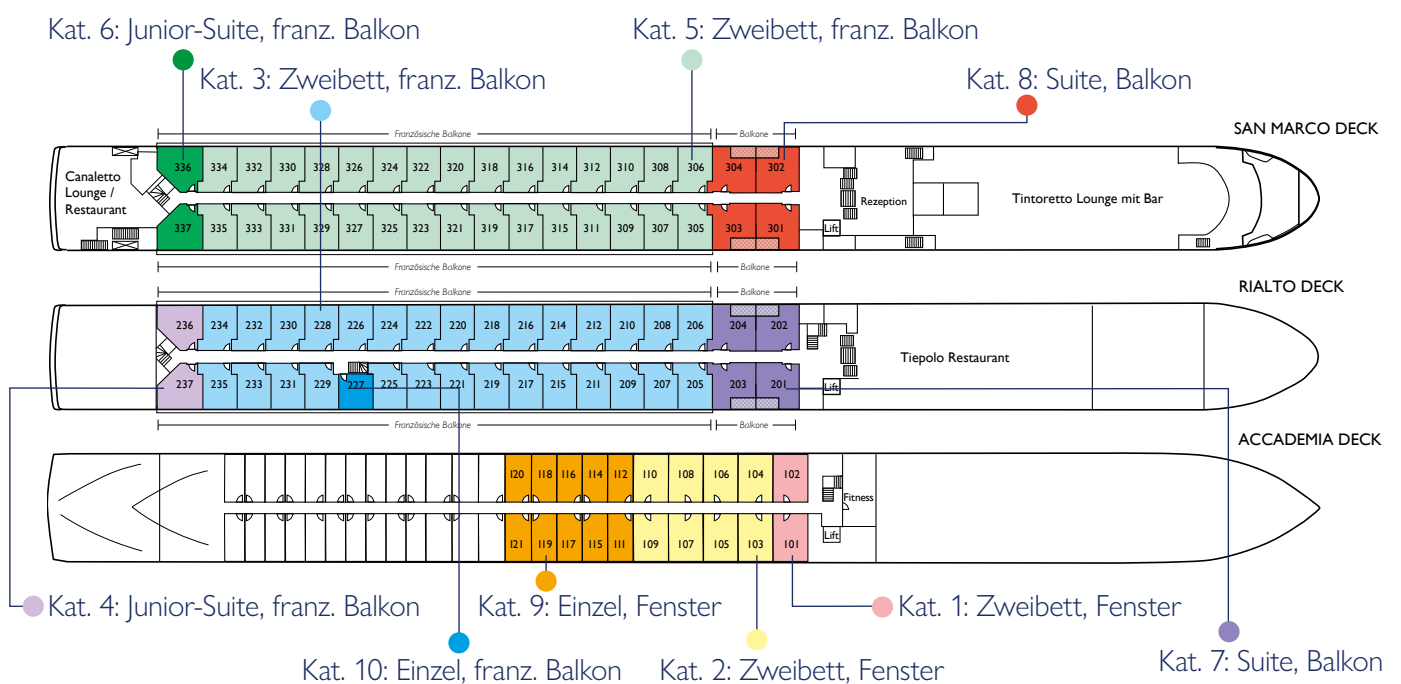 Kat. 6: Junior-Suite, franz. Balkon
Kat. 5: Zweibett, franz. Balkon
Kat. 3: Zweibett, franz. Balkon
Kat. 8: Suite, Balkon
Französische Balkone
Balkone
SAN MARCO DECK
336 334 332 330 328 326 324 322 320 318 316 314 312 310 308 306 304 302
Canaletto
Lounge /
Restaurant
Rezeption
Tintoretto Lounge mit Bar
337 335 333 331 329 327 325 323 321 319 317 315 311 309 307 305 303 301
Lift
Französische Balkone
Balkone
RIALTO DECK
Französische Balkone
Balkone
236 234 232 230 228 226 224 222 220 218 216 214 212 210 208 206 204 202
Tiepolo Restaurant
237 235 233 231 229 227 225 223 221 219 217 215 211 209 207 205 203 201
Lift
Französische Balkone
Balkone
ACCADEMIA DECK
120 118 116 114 112 110 108 106 104 102
Fitness
Lift
121 119 117 115 111 109 107 105 103 101
Kat. 4: Junior-Suite, franz. Balkon
Kat. 9: Einzel, Fenster
Kat. 1: Zweibett, Fenster
Kat. 10: Einzel, franz. Balkon
Kat. 2: Zweibett, Fenster
Kat. 7: Suite, Balkon